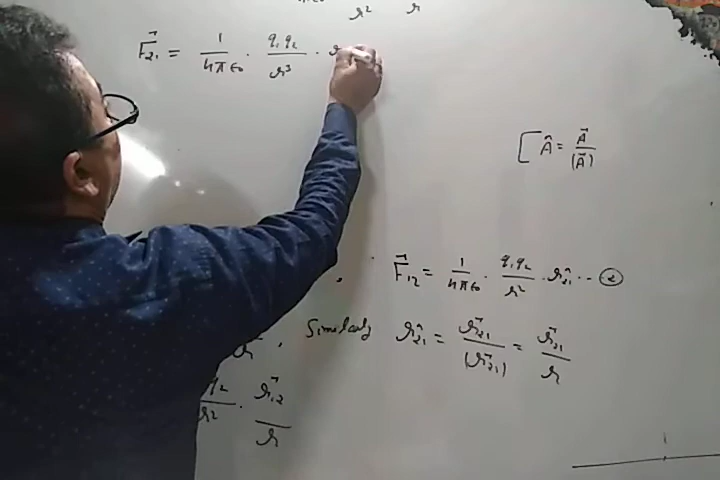 r² r
F⃗₂₁ = 1/4πε₀ · q₁q₂/r³ · r
[ Â = A⃗/(A⃗)
F⃗₁₂ = 1/4πε₀ · q₁q₂/r² · r̂₂₁ -- ②
Similarly r̂₂₁ = r⃗₂₁/(r⃗₂₁) = r⃗₂₁/r
q₂/r² · r⃗₁₂/r